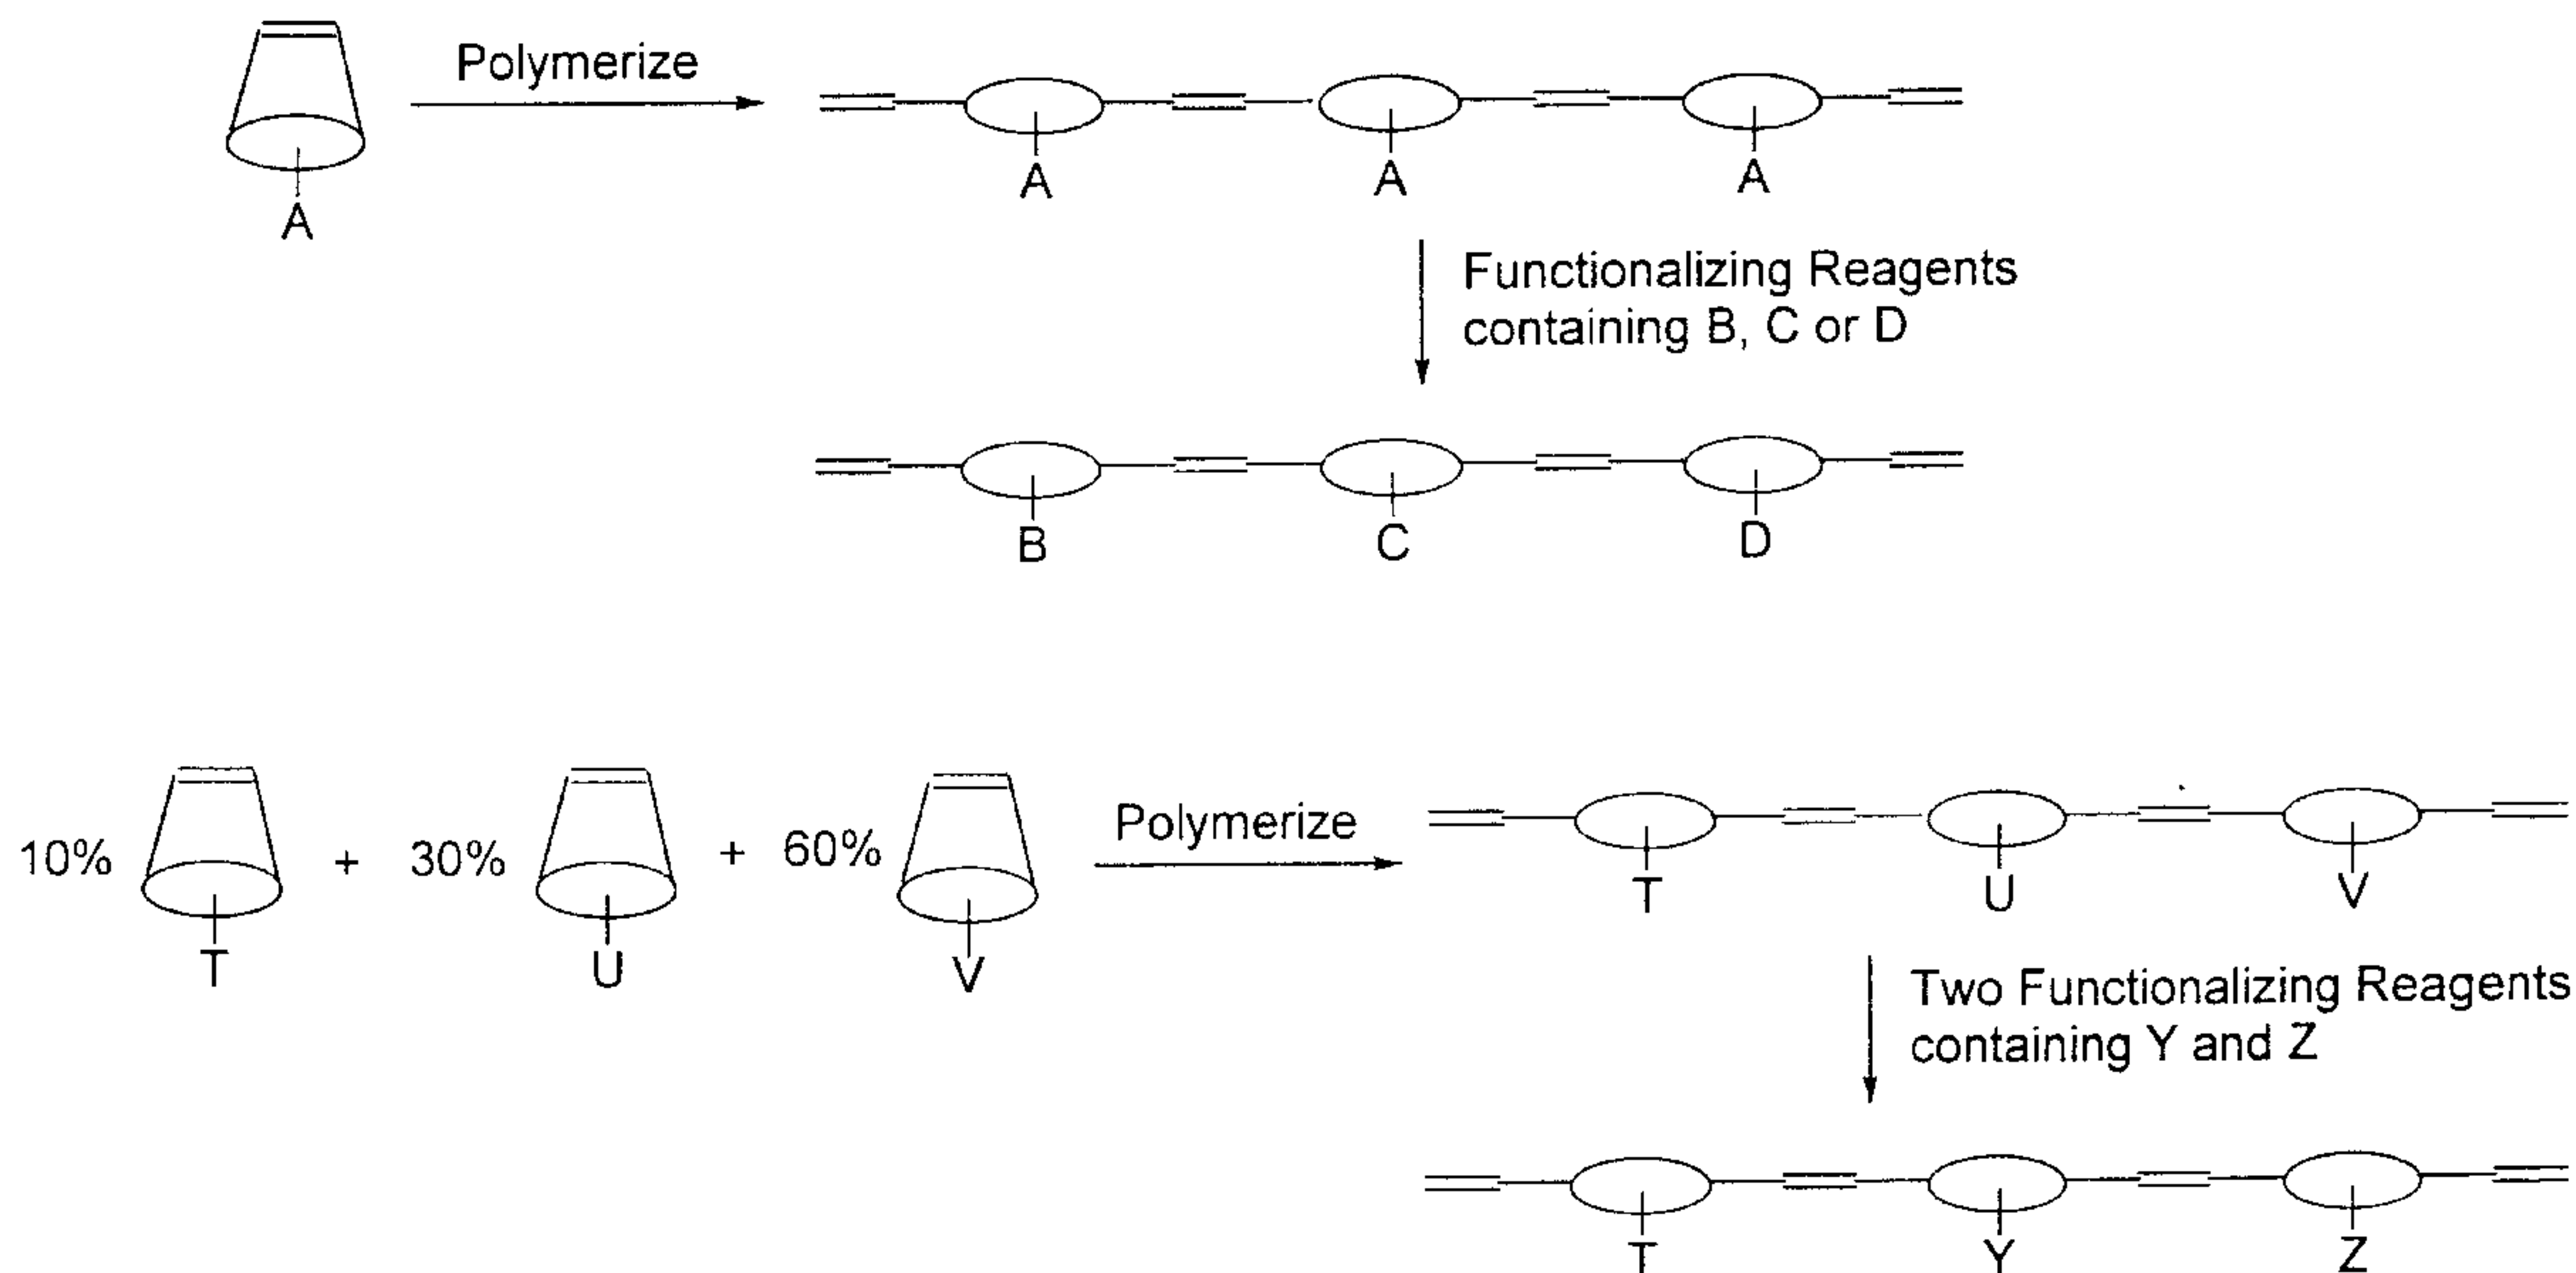 Polymerize
A
A
A
A
Functionalizing Reagents
containing B, C or D
B
C
D
10%
+
30%
+
60%
Polymerize
T
U
V
T
U
V
Two Functionalizing Reagents
containing Y and Z
T
Y
Z